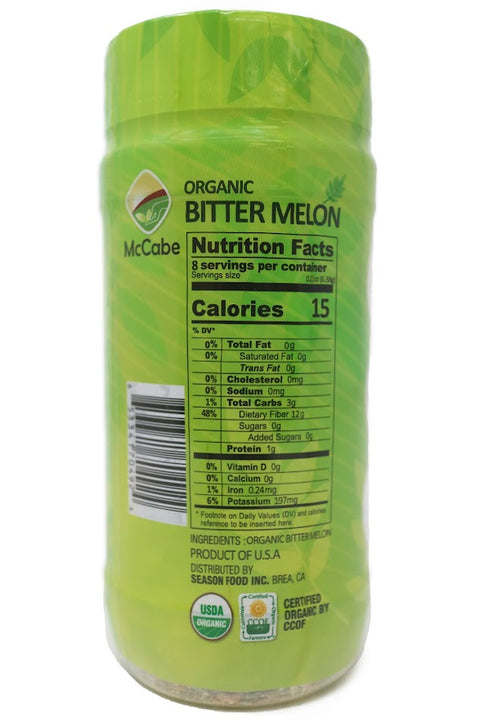 McCabe
ORGANIC
BITTER MELON
Nutrition Facts
8 servings per container
Servings size
Calories 15
% DV*
0% Total Fat 0g
0% Saturated Fat 0g
Trans Fat 0g
0% Cholesterol 0mg
0% Sodium 0mg
1% Total Carbs 3g
48% Dietary Fiber 12g
Sugars 0g
Added Sugars 0g
Protein 1g
0% Vitamin D 0g
0% Calcium 0g
1% Iron 0.24mg
6% Potassium 197mg
* Footnote on Daily Values (DV) and calories
reference to be inserted here.
INGREDIENTS : ORGANIC BITTER MELON
PRODUCT OF U.S.A
DISTRIBUTED BY
SEASON FOOD INC. BREA, CA
USDA
ORGANIC
Certified
CCOF
Farmers
CERTIFIED
ORGANIC BY
CCOF